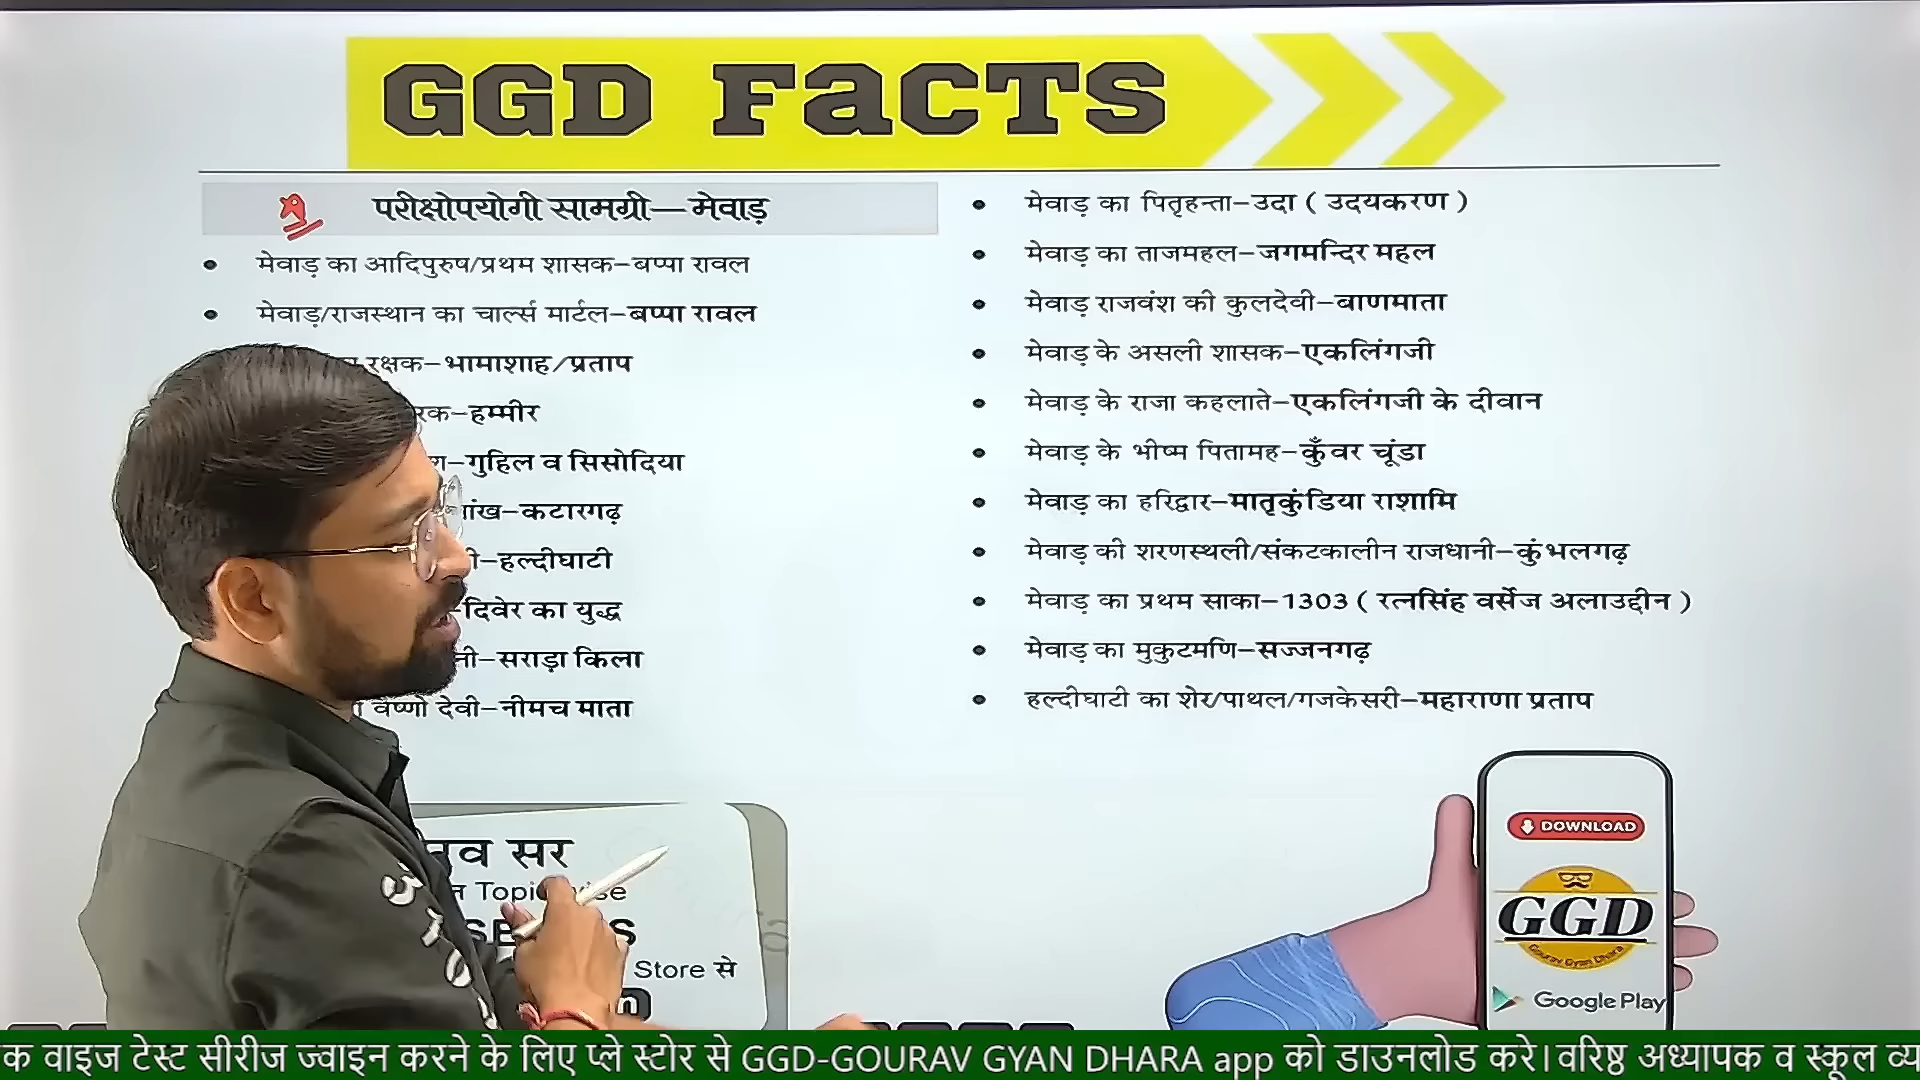 GGD FACTS
परीक्षोपयोगी सामग्री—मेवाड़
मेवाड़ का आदिपुरुष/प्रथम शासक–बप्पा रावल
मेवाड़/राजस्थान का चार्ल्स मार्टल–बप्पा रावल
रक्षक–भामाशाह/प्रताप
रक–हम्मीर
–गुहिल व सिसोदिया
–कटारगढ़
–हल्दीघाटी
–दिवेर का युद्ध
–सराड़ा किला
वैष्णो देवी–नीमच माता
मेवाड़ का पितृहन्ता–उदा ( उदयकरण )
मेवाड़ का ताजमहल–जगमन्दिर महल
मेवाड़ राजवंश की कुलदेवी–बाणमाता
मेवाड़ के असली शासक–एकलिंगजी
मेवाड़ के राजा कहलाते–एकलिंगजी के दीवान
मेवाड़ के भीष्म पितामह–कुँवर चूंडा
मेवाड़ का हरिद्वार–मातृकुंडिया राशामि
मेवाड़ की शरणस्थली/संकटकालीन राजधानी–कुंभलगढ़
मेवाड़ का प्रथम साका–1303 ( रत्नसिंह वर्सेज अलाउद्दीन )
मेवाड़ का मुकुटमणि–सज्जनगढ़
हल्दीघाटी का शेर/पाथल/गजकेसरी–महाराणा प्रताप
सर
Store से
DOWNLOAD
GGD
Gourav Gyan Dhara
Google Play
क वाइज टेस्ट सीरीज ज्वाइन करने के लिए प्ले स्टोर से GGD-GOURAV GYAN DHARA app को डाउनलोड करे। वरिष्ठ अध्यापक व स्कूल व्य